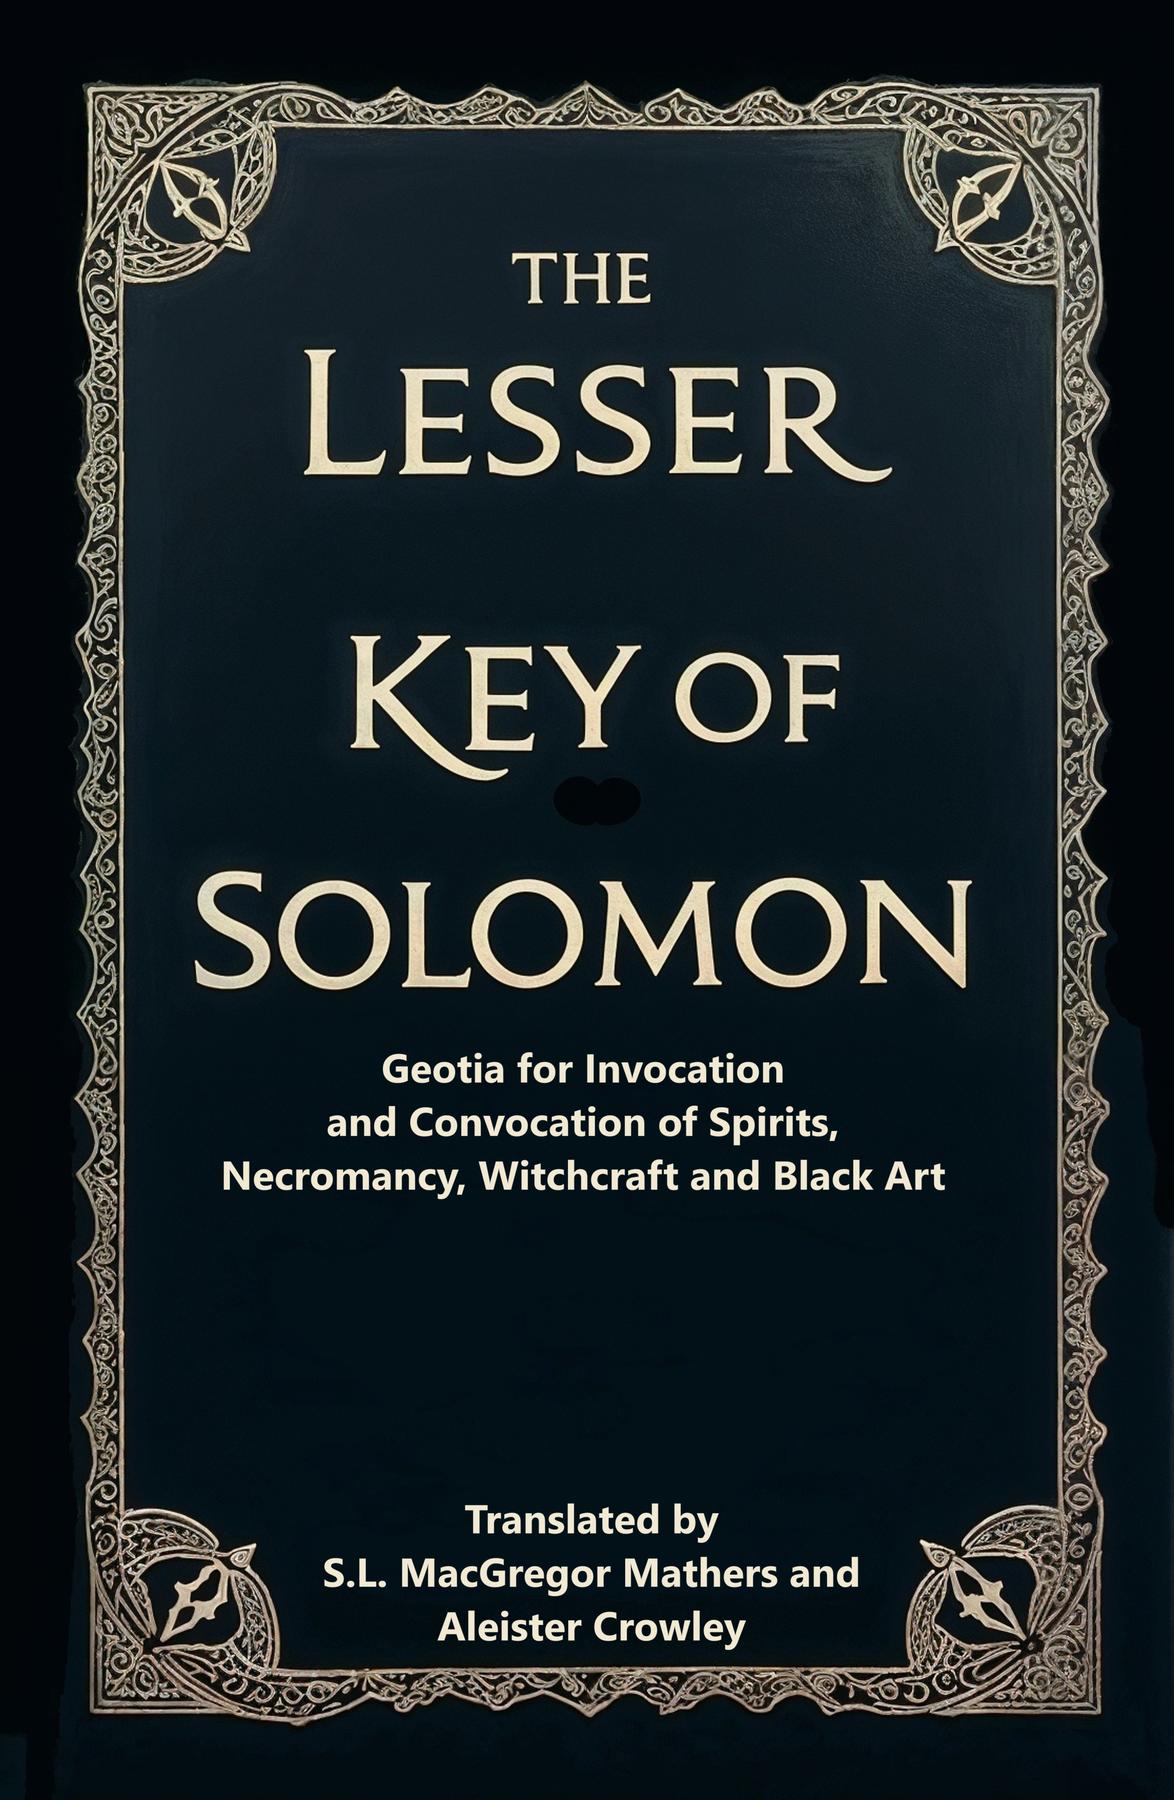 THE
LESSER
KEY OF
SOLOMON
Geotia for Invocation
and Convocation of Spirits,
Necromancy, Witchcraft and Black Art
Translated by
S.L. MacGregor Mathers and
Aleister Crowley